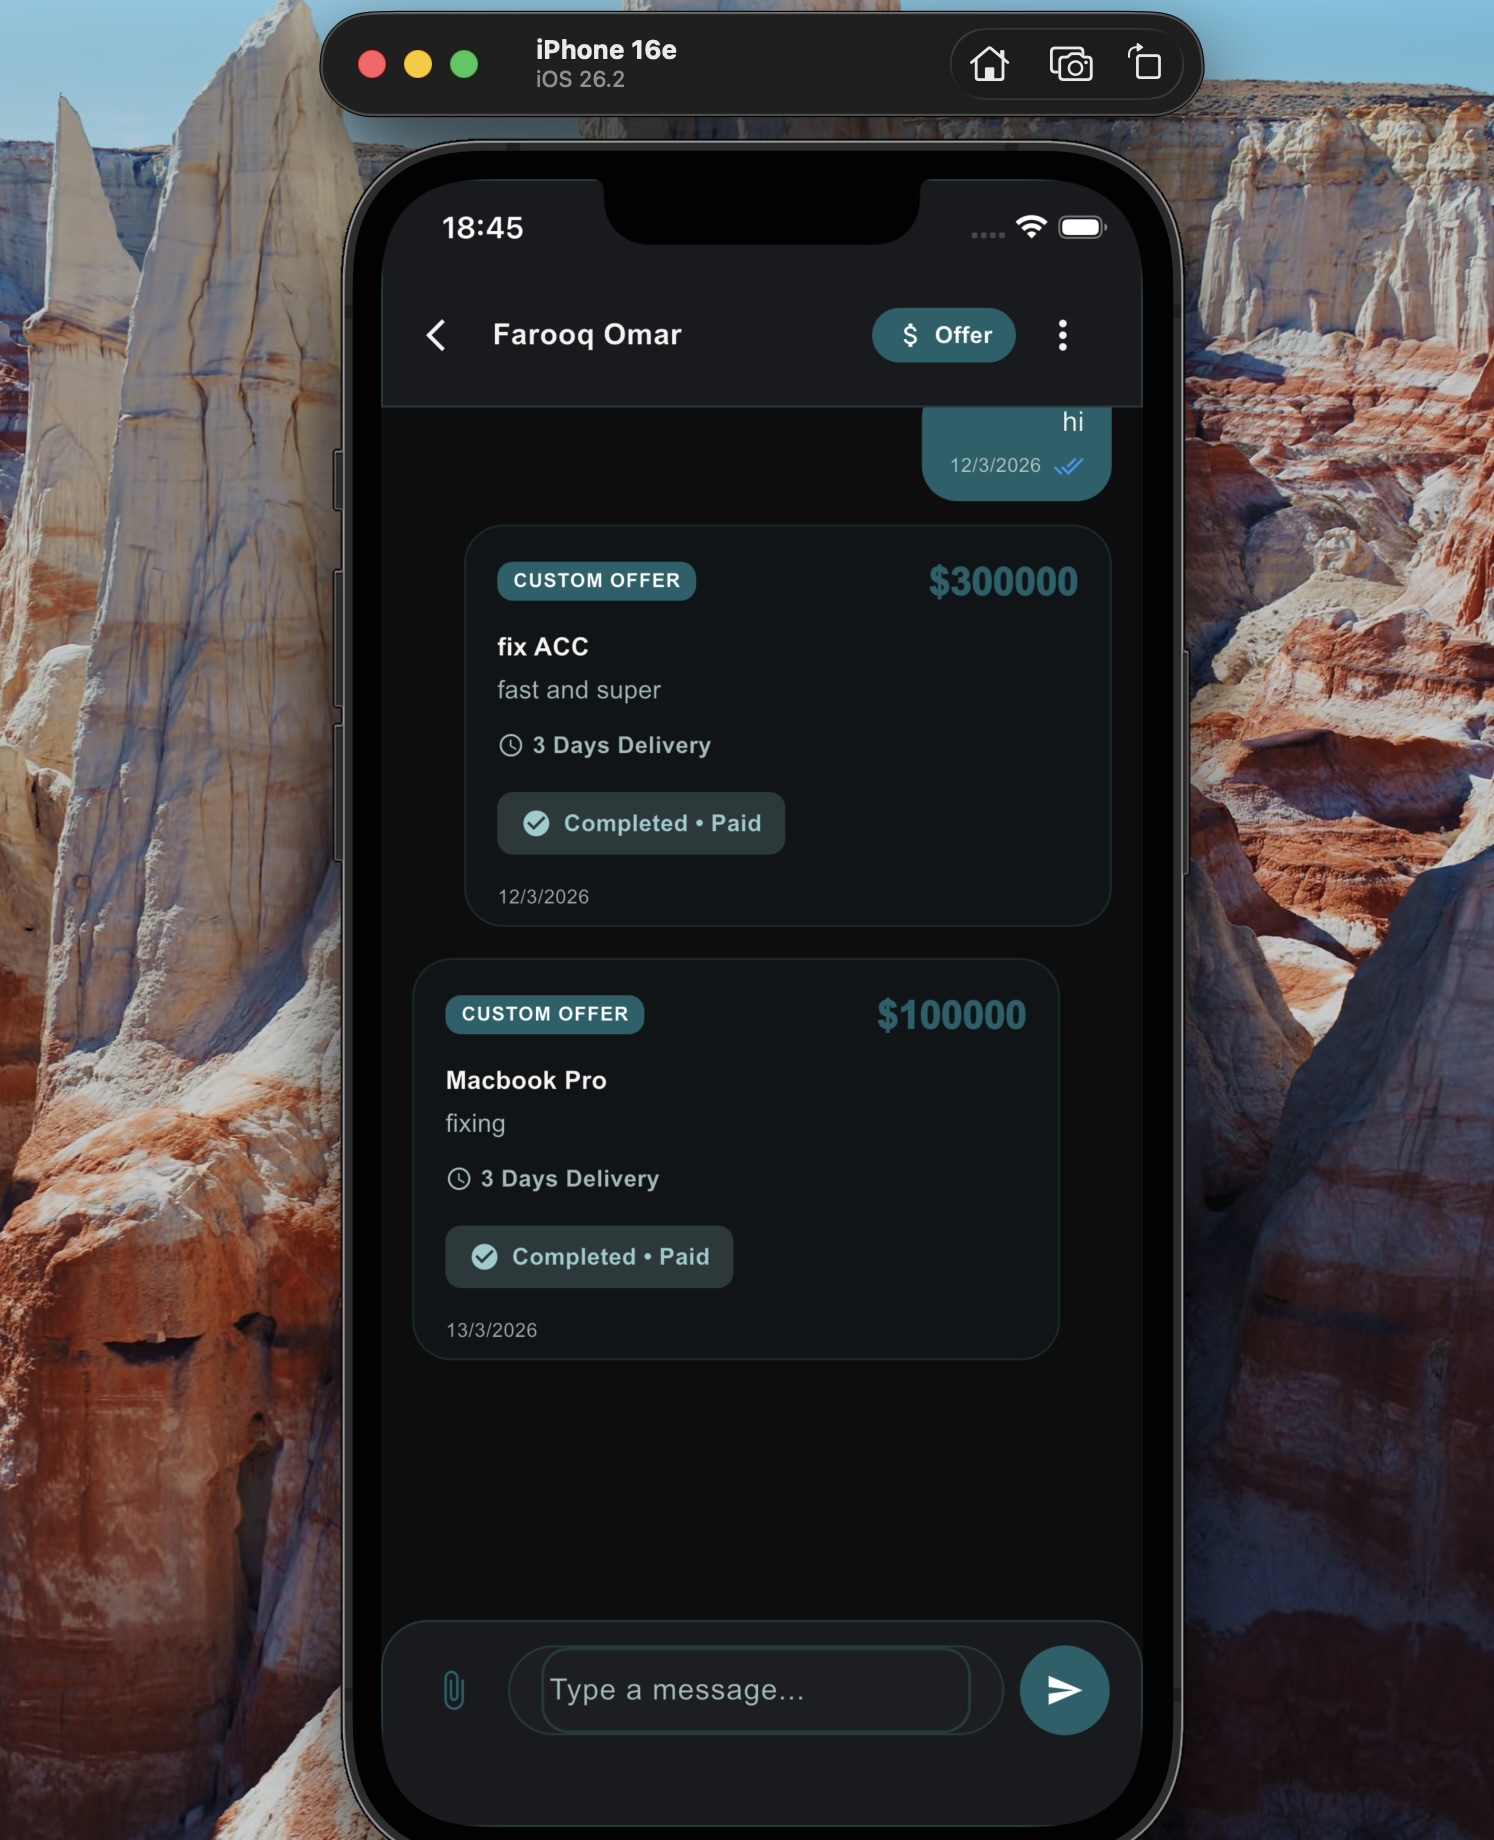 iPhone 16e
iOS 26.2
18:45
Farooq Omar
$ Offer
hi
12/3/2026
CUSTOM OFFER
$300000
fix ACC
fast and super
3 Days Delivery
Completed • Paid
12/3/2026
CUSTOM OFFER
$100000
Macbook Pro
fixing
3 Days Delivery
Completed • Paid
13/3/2026
Type a message...